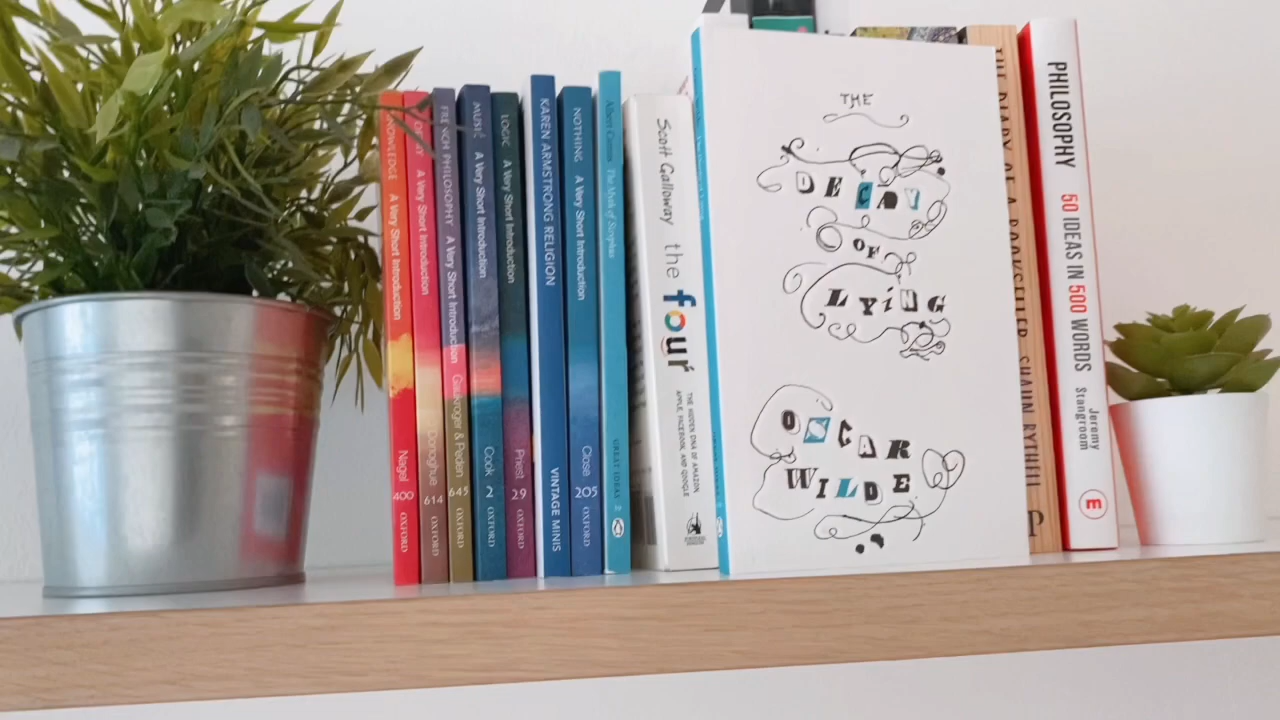 KNOWLEDGE A Very Short Introduction Nagel 400 OXFORD
A Very Short Introduction Donoghue 614 OXFORD
FRENCH PHILOSOPHY A Very Short Introduction Gaukroger & Peden 645 OXFORD
MUSIC A Very Short Introduction Cook 2 OXFORD
LOGIC A Very Short Introduction Priest 29 OXFORD
KAREN ARMSTRONG RELIGION VINTAGE MINIS
NOTHING A Very Short Introduction Close 205 OXFORD
Albert Camus The Myth of Sisyphus GREAT IDEAS
Scott Galloway the four
THE HIDDEN DNA OF AMAZON,
APPLE, FACEBOOK, AND GOOGLE
THE
DECAY
OF
LYING
OSCAR
WILDE
THE DIARY OF A BOOKSELLER SHAUN BYTHELL
PHILOSOPHY 50 IDEAS IN 500 WORDS
Jeremy
Stangroom
E